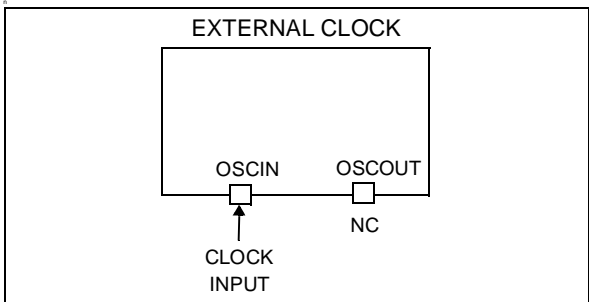 EXTERNAL CLOCK
OSCIN OSCOUT
NC
CLOCK
INPUT